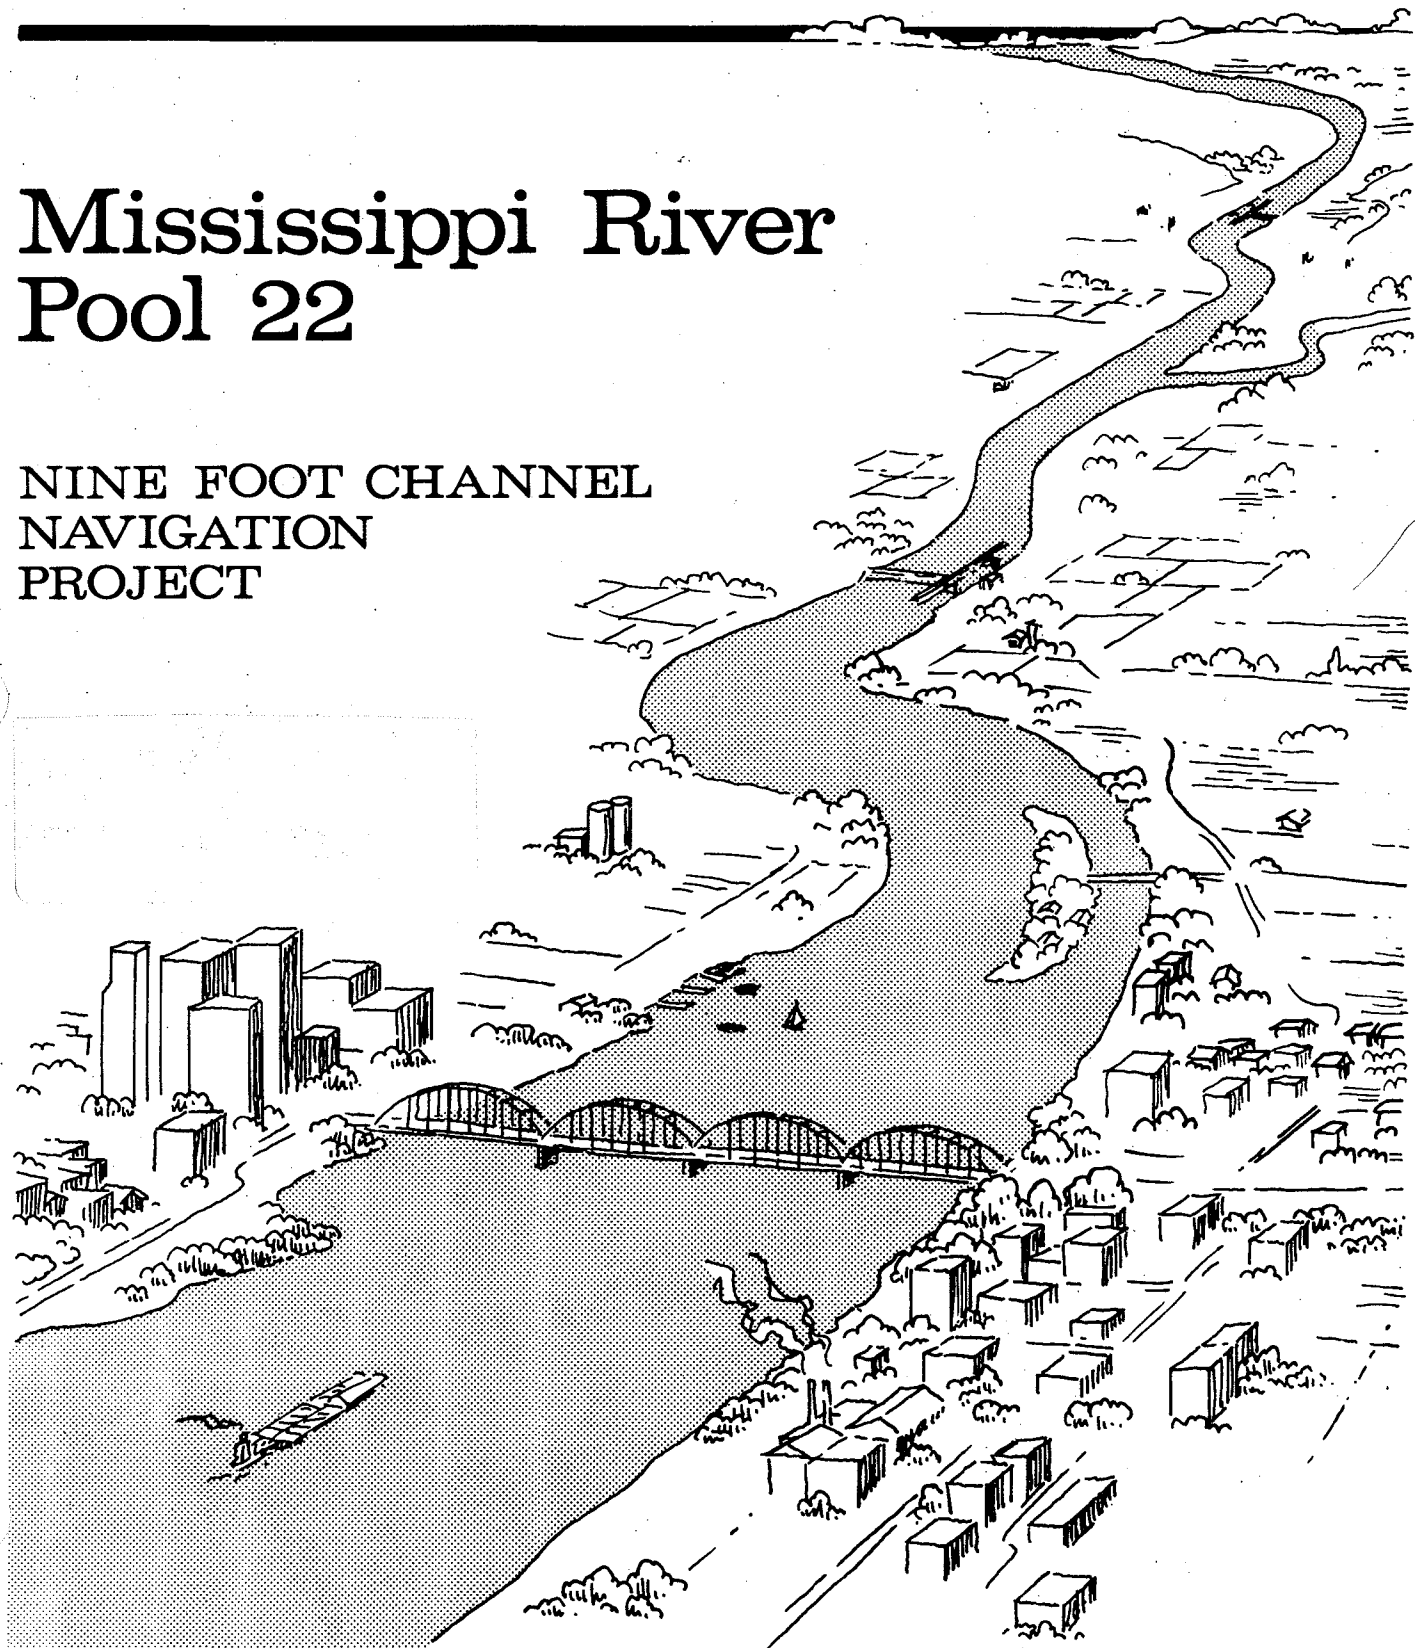 Mississippi River
Pool 22
NINE FOOT CHANNEL
NAVIGATION
PROJECT